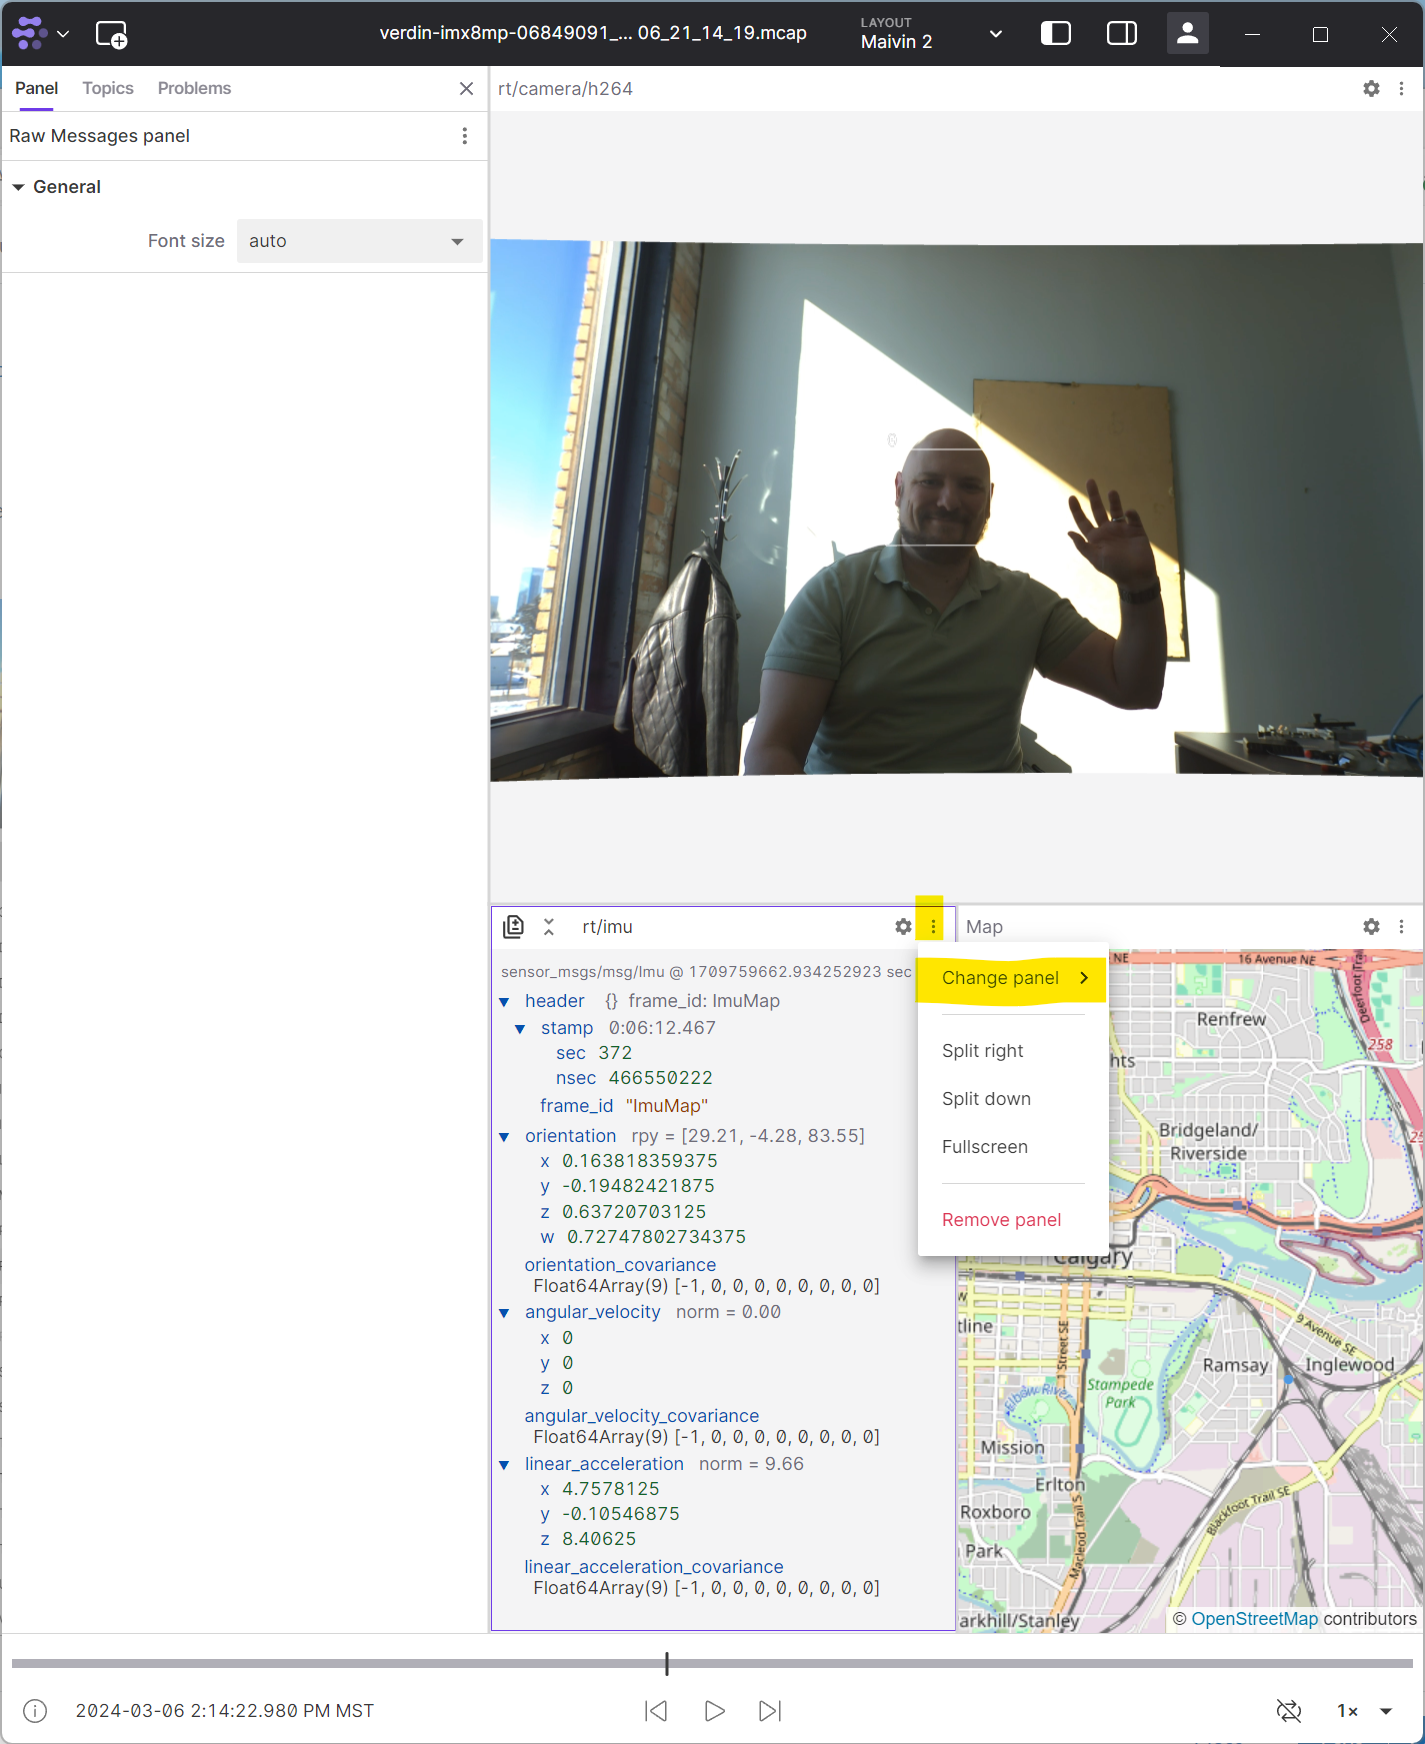 verdin-imx8mp-06849091_... 06_21_14_19.mcap
LAYOUT
Maivin 2
Panel
Topics
Problems
Raw Messages panel
General
Font size
auto
rt/camera/h264
rt/imu
sensor_msgs/msg/Imu @ 1709759662.934252923 sec
header {} frame_id: ImuMap
stamp 0:06:12.467
sec 372
nsec 466550222
frame_id "ImuMap"
orientation rpy = [29.21, -4.28, 83.55]
x 0.163818359375
y -0.19482421875
z 0.63720703125
w 0.72747802734375
orientation_covariance
Float64Array(9) [-1, 0, 0, 0, 0, 0, 0, 0, 0]
angular_velocity norm = 0.00
x 0
y 0
z 0
angular_velocity_covariance
Float64Array(9) [-1, 0, 0, 0, 0, 0, 0, 0, 0]
linear_acceleration norm = 9.66
x 4.7578125
y -0.10546875
z 8.40625
linear_acceleration_covariance
Float64Array(9) [-1, 0, 0, 0, 0, 0, 0, 0, 0]
Change panel
Split right
Split down
Fullscreen
Remove panel
Map
NE
16 Avenue NE
Deerfoot Trai
Renfrew
258
hts
25
Bridgeland/
Riverside
Calgary
tline
1 Street SE
9 Avenue SE
Ramsay
Inglewood
Stampede
Park
Elbow River
Mission
Erlton
Roxboro
Park
Macleod Trail S
Blackfoot Trail SE
arkhill/Stanley
© OpenStreetMap contributors
2024-03-06 2:14:22.980 PM MST
1×